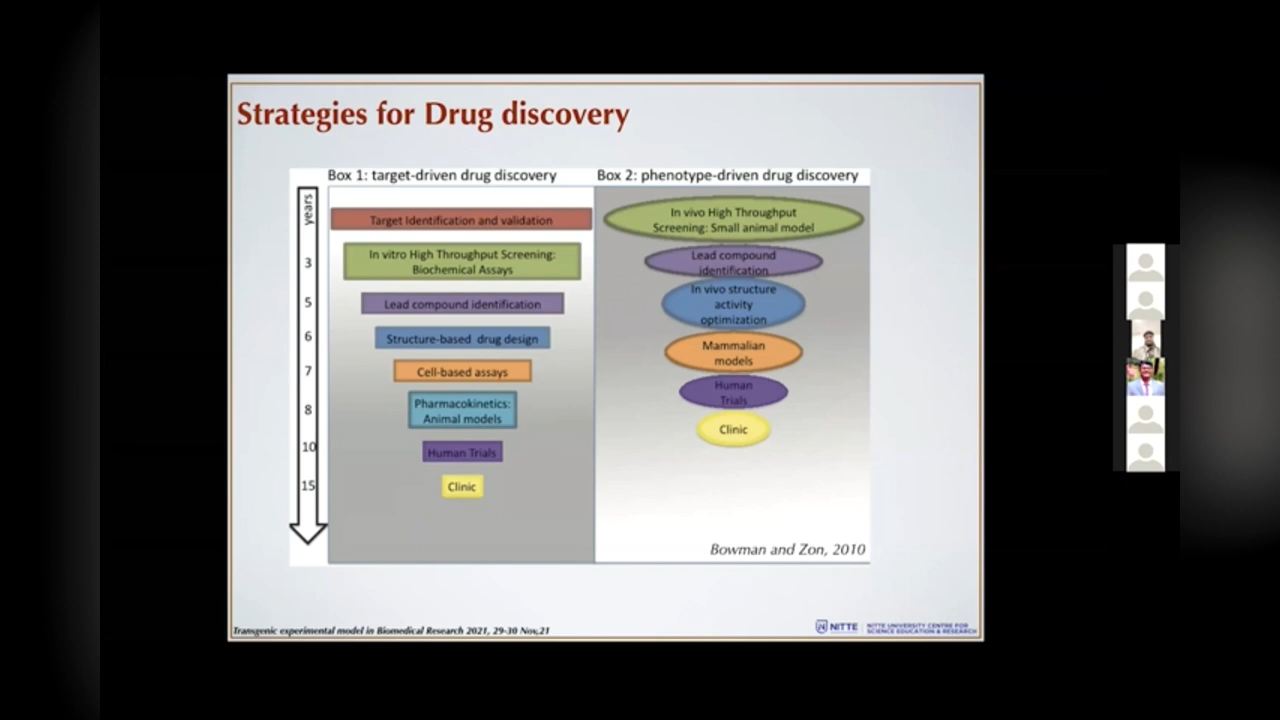 Strategies for Drug discovery
Box 1: target-driven drug discovery
Box 2: phenotype-driven drug discovery
years
3
5
6
7
8
10
15
Target Identification and validation
In vitro High Throughput Screening:
Biochemical Assays
Lead compound identification
Structure-based drug design
Cell-based assays
Pharmacokinetics:
Animal models
Human Trials
Clinic
In vivo High Throughput
Screening: Small animal model
Lead compound
identification
In vivo structure
activity
optimization
Mammalian
models
Human
Trials
Clinic
Bowman and Zon, 2010
Transgenic experimental model in Biomedical Research 2021, 29-30 Nov,21
NITTE
NITTE UNIVERSITY CENTRE FOR
SCIENCE EDUCATION & RESEARCH